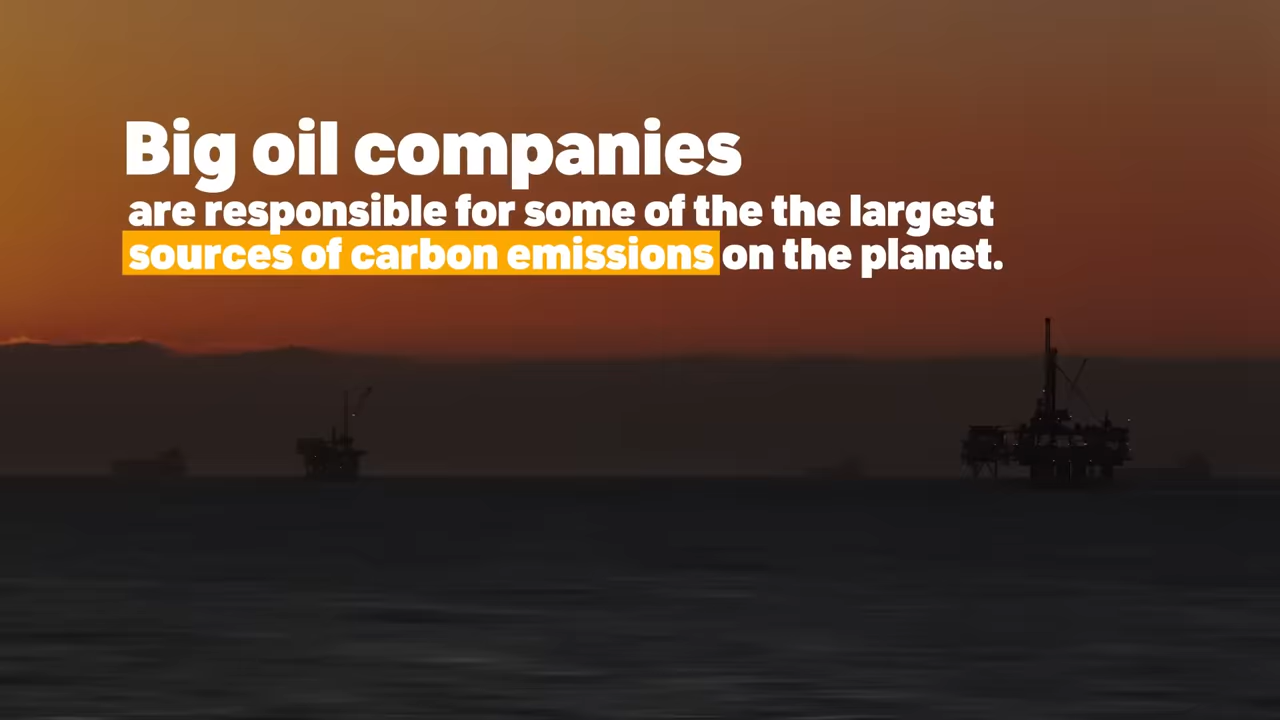 Big oil companies
are responsible for some of the the largest
sources of carbon emissions on the planet.